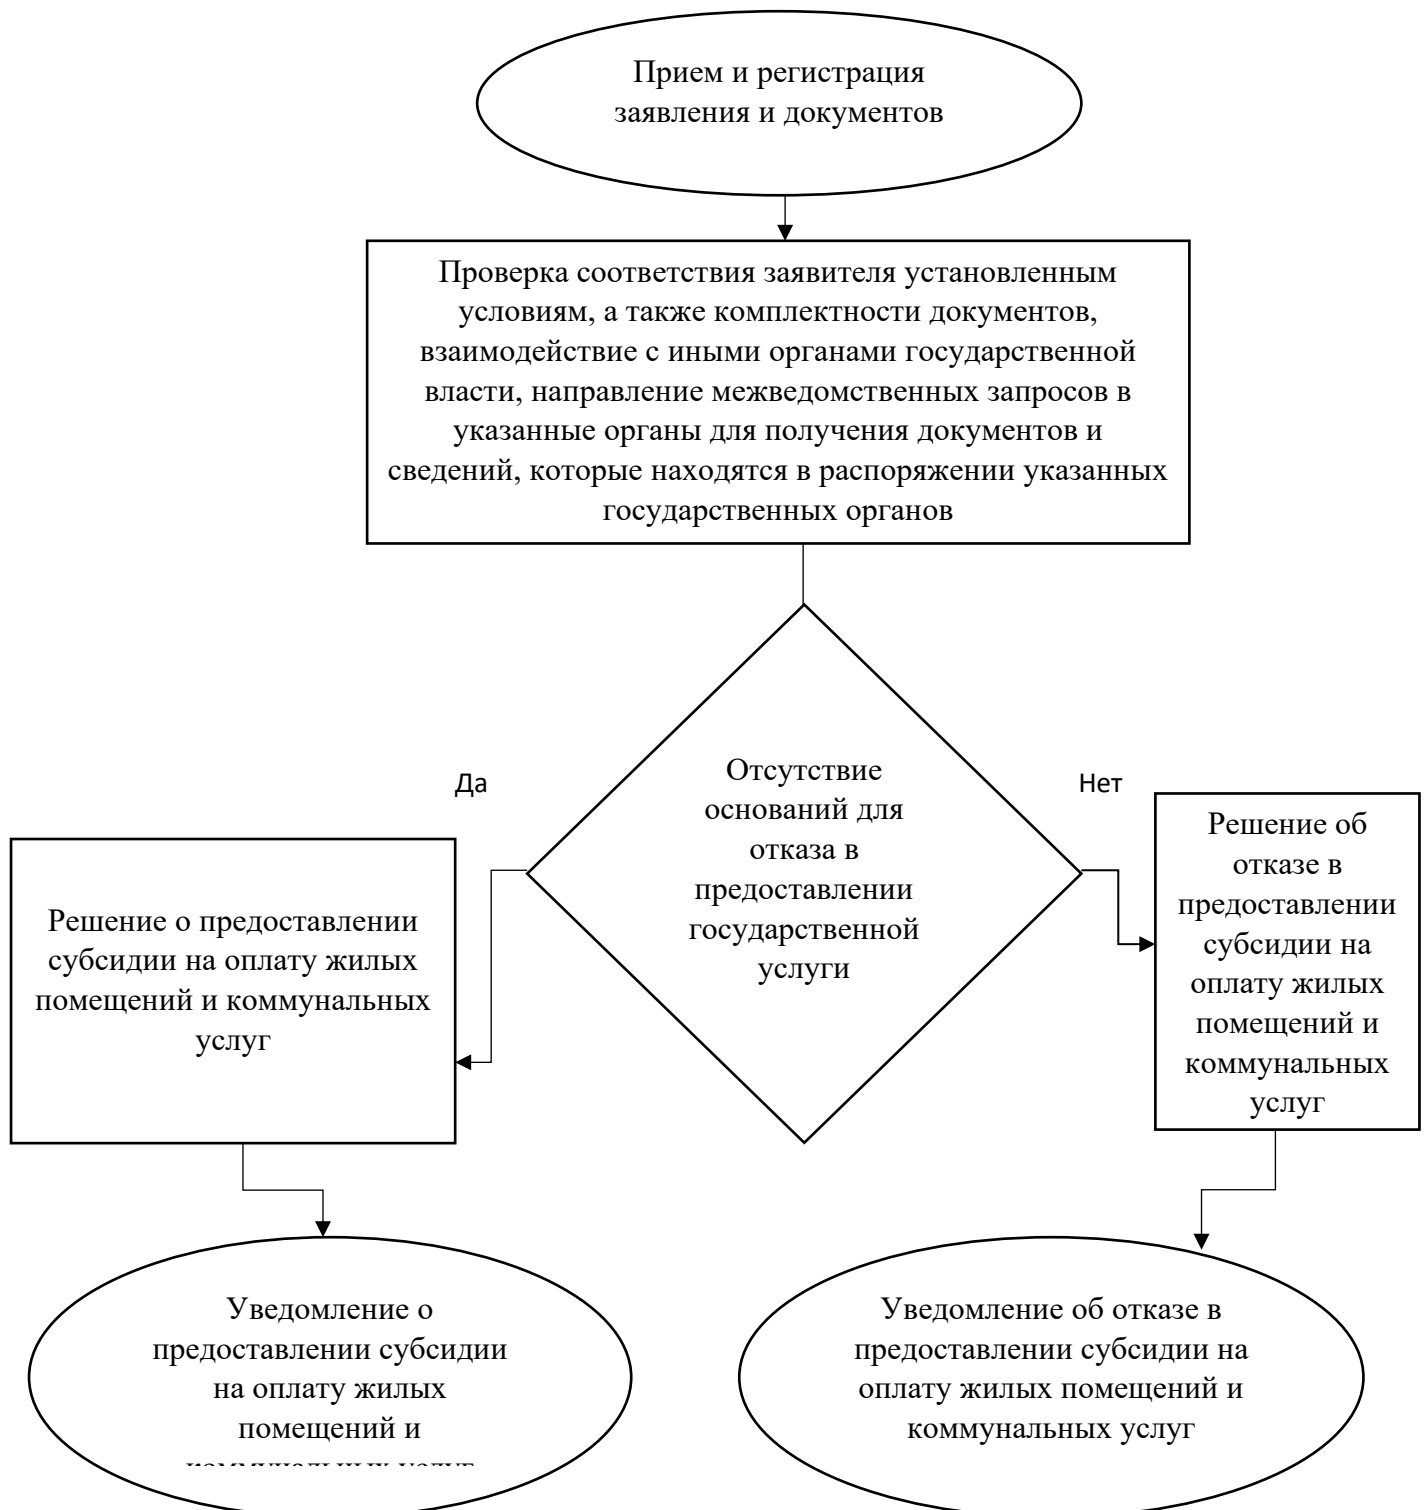 Прием и регистрация
заявления и документов
Проверка соответствия заявителя установленным
условиям, а также комплектности документов,
взаимодействие с иными органами государственной
власти, направление межведомственных запросов в
указанные органы для получения документов и
сведений, которые находятся в распоряжении указанных
государственных органов
Да
Отсутствие
оснований для
отказа в
предоставлении
государственной
услуги
Нет
Решение о предоставлении
субсидии на оплату жилых
помещений и коммунальных
услуг
Решение об
отказе в
предоставлении
субсидии на
оплату жилых
помещений и
коммунальных
услуг
Уведомление о
предоставлении субсидии
на оплату жилых
помещений и
коммунальных услуг
Уведомление об отказе в
предоставлении субсидии на
оплату жилых помещений и
коммунальных услуг